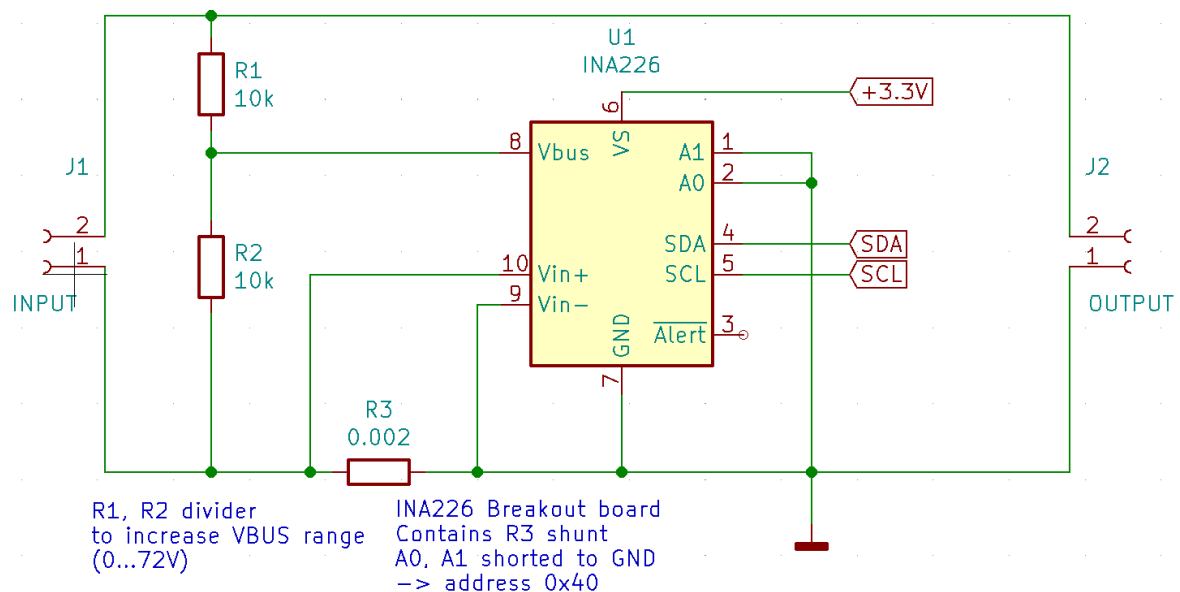 U1
INA226
R1
10k
+3.3V
6
VS
8
Vbus
A1
1
A0
2
J1
J2
2
1
INPUT
R2
10k
SDA
4
SDA
SCL
5
SCL
2
1
OUTPUT
10
Vin+
9
Vin-
GND
Alert
3
7
R3
0.002
R1, R2 divider
to increase VBUS range
(0...72V)
INA226 Breakout board
Contains R3 shunt
A0, A1 shorted to GND
-> address 0x40